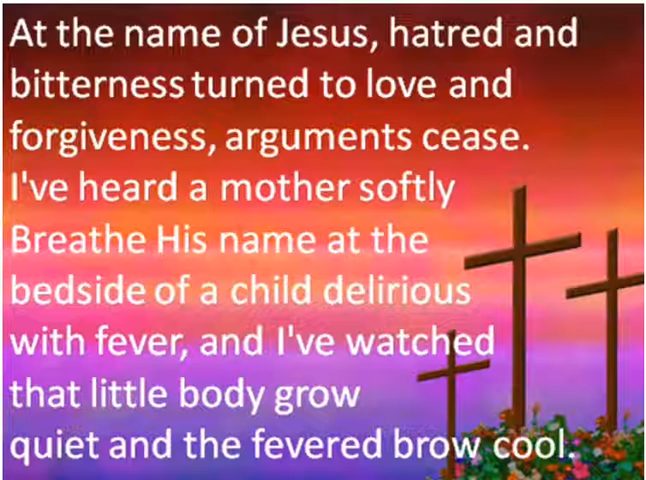 At the name of Jesus, hatred and
bitterness turned to love and
forgiveness, arguments cease.
I've heard a mother softly
Breathe His name at the
bedside of a child delirious
with fever, and I've watched
that little body grow
quiet and the fevered brow cool.